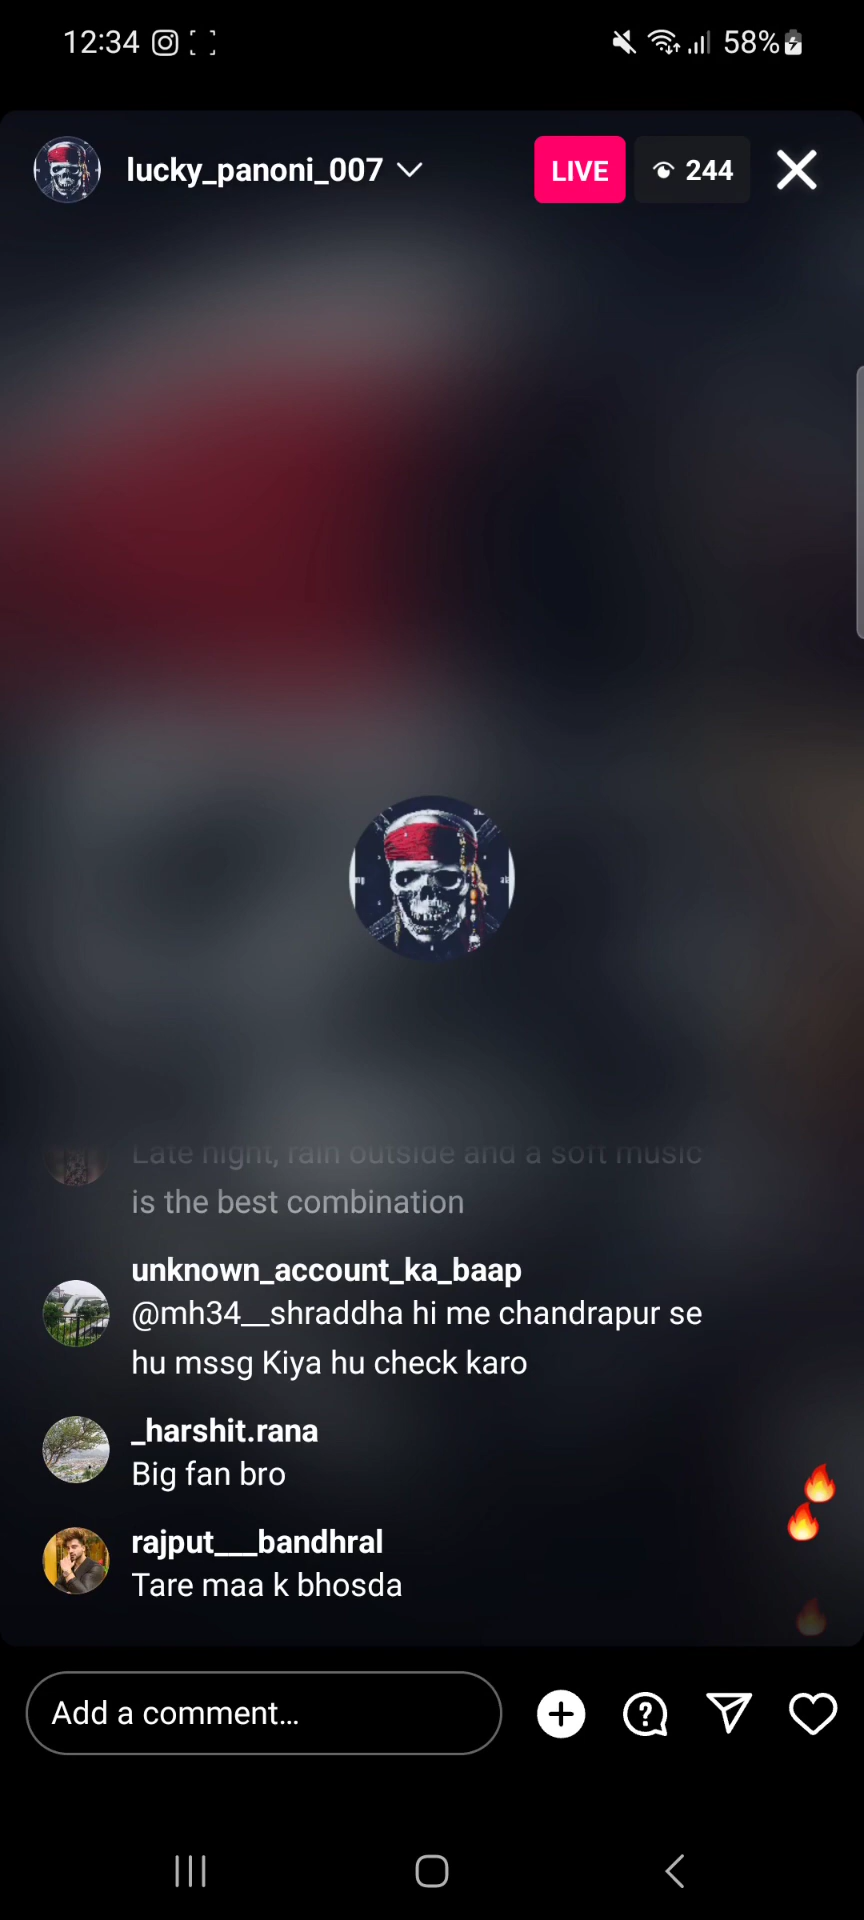 12:34 58%
lucky_panoni_007 LIVE 244
Late night, rain outside and a soft music
is the best combination
unknown_account_ka_baap
@mh34__shraddha hi me chandrapur se
hu mssg Kiya hu check karo
_harshit.rana
Big fan bro
rajput___bandhral
Tare maa k bhosda
Add a comment...